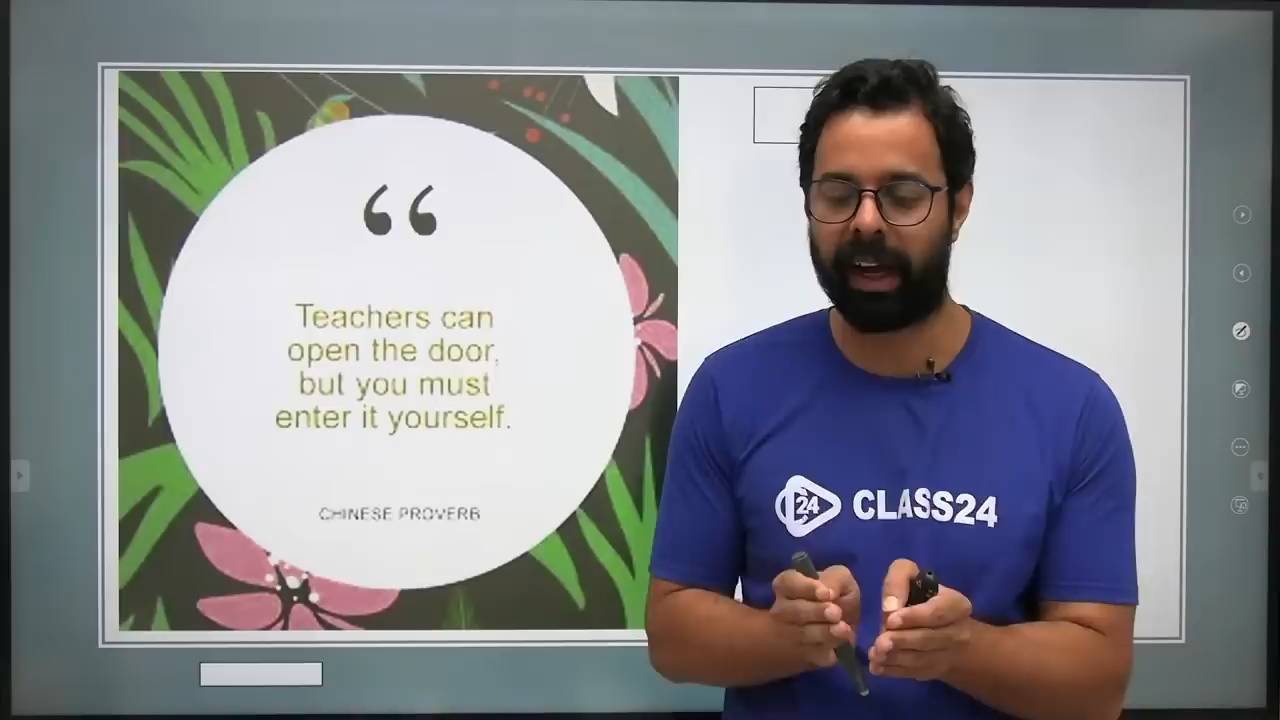 “
Teachers can
open the door,
but you must
enter it yourself.
CHINESE PROVERB
24 CLASS24